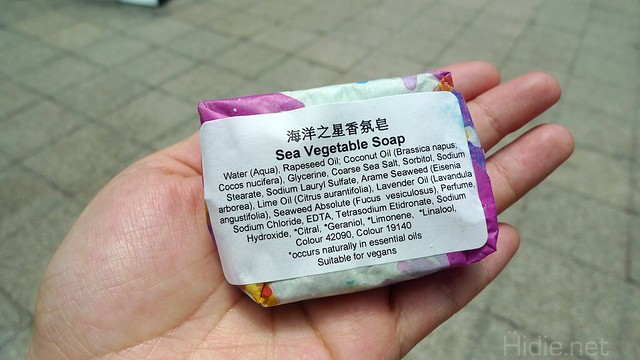 海洋之星香氛皂
Sea Vegetable Soap
Water (Aqua), Rapeseed Oil; Coconut Oil (Brassica napus;
Cocos nucifera), Glycerine, Coarse Sea Salt, Sorbitol, Sodium
Stearate, Sodium Lauryl Sulfate, Arame Seaweed (Eisenia
arborea), Lime Oil (Citrus aurantifolia), Lavender Oil (Lavandula
angustifolia), Seaweed Absolute (Fucus vesiculosus), Perfume,
Sodium Chloride, EDTA, Tetrasodium Etidronate, Sodium
Hydroxide, *Citral, *Geraniol, *Limonene, *Linalool,
Colour 42090, Colour 19140
*occurs naturally in essential oils
Suitable for vegans
Hidie.net